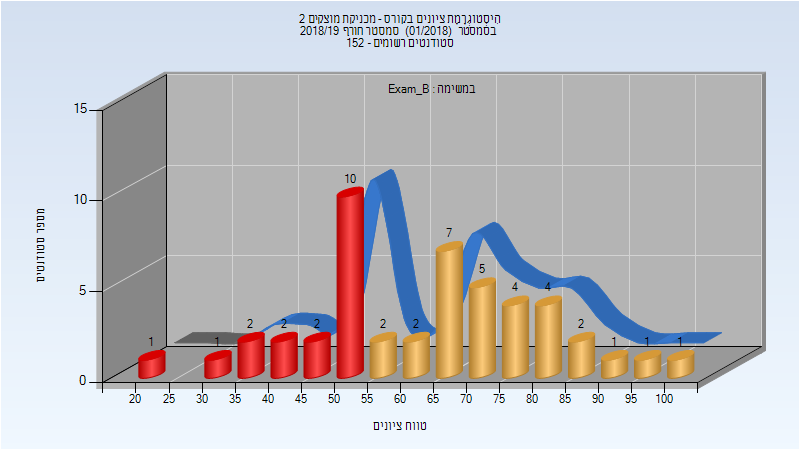 היסטוגרמת ציונים בקורס - מכניקת מוצקים 2
בסמסטר (01/2018) סמסטר חורף 2018/19
סטודנטים רשומים - 152
במשימה : Exam_B
מספר סטודנטים
15
10
5
0
1
1
2
2
2
10
2
2
7
5
4
4
2
1
1
1
20 25 30 35 40 45 50 55 60 65 70 75 80 85 90 95 100
טווח ציונים